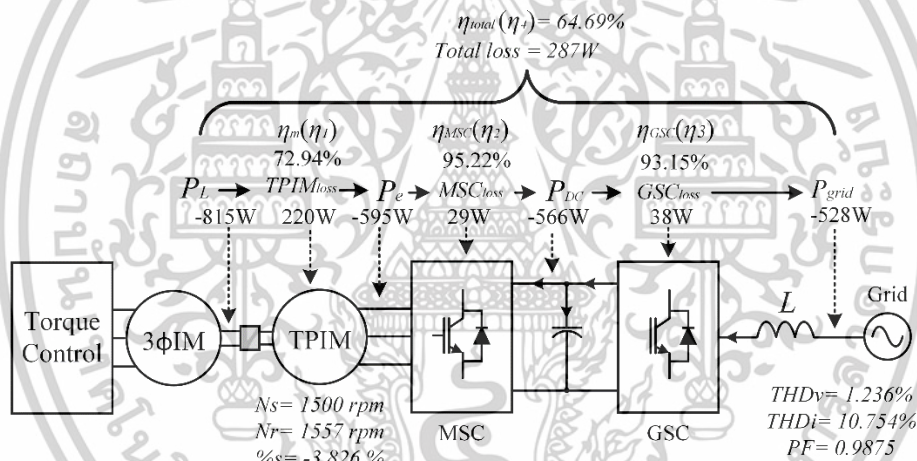 ηtotal(η4)= 64.69%
Total loss = 287W
ηm(η1)
72.94%
ηMSC(η2)
95.22%
ηGSC(η3)
93.15%
PL TPIMloss Pe MSCloss PDC GSCloss Pgrid
-815W 220W -595W 29W -566W 38W -528W
Torque
Control
3ϕIM
TPIM
MSC
GSC
L
Grid
Ns= 1500 rpm
Nr= 1557 rpm
%s= -3.826 %
THDv= 1.236%
THDi= 10.754%
PF= 0.9875